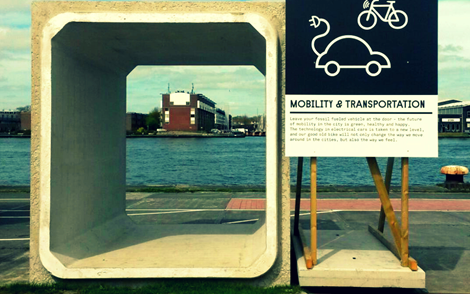 MOBILITY & TRANSPORTATION
Leave your fossil fueled vehicle at the door - the future
of mobility in the city is green, healthy and happy.
The technology in electrical cars is taken to a new level,
and our good old bike will not only change the way we move
around in the cities, but also the way we feel.